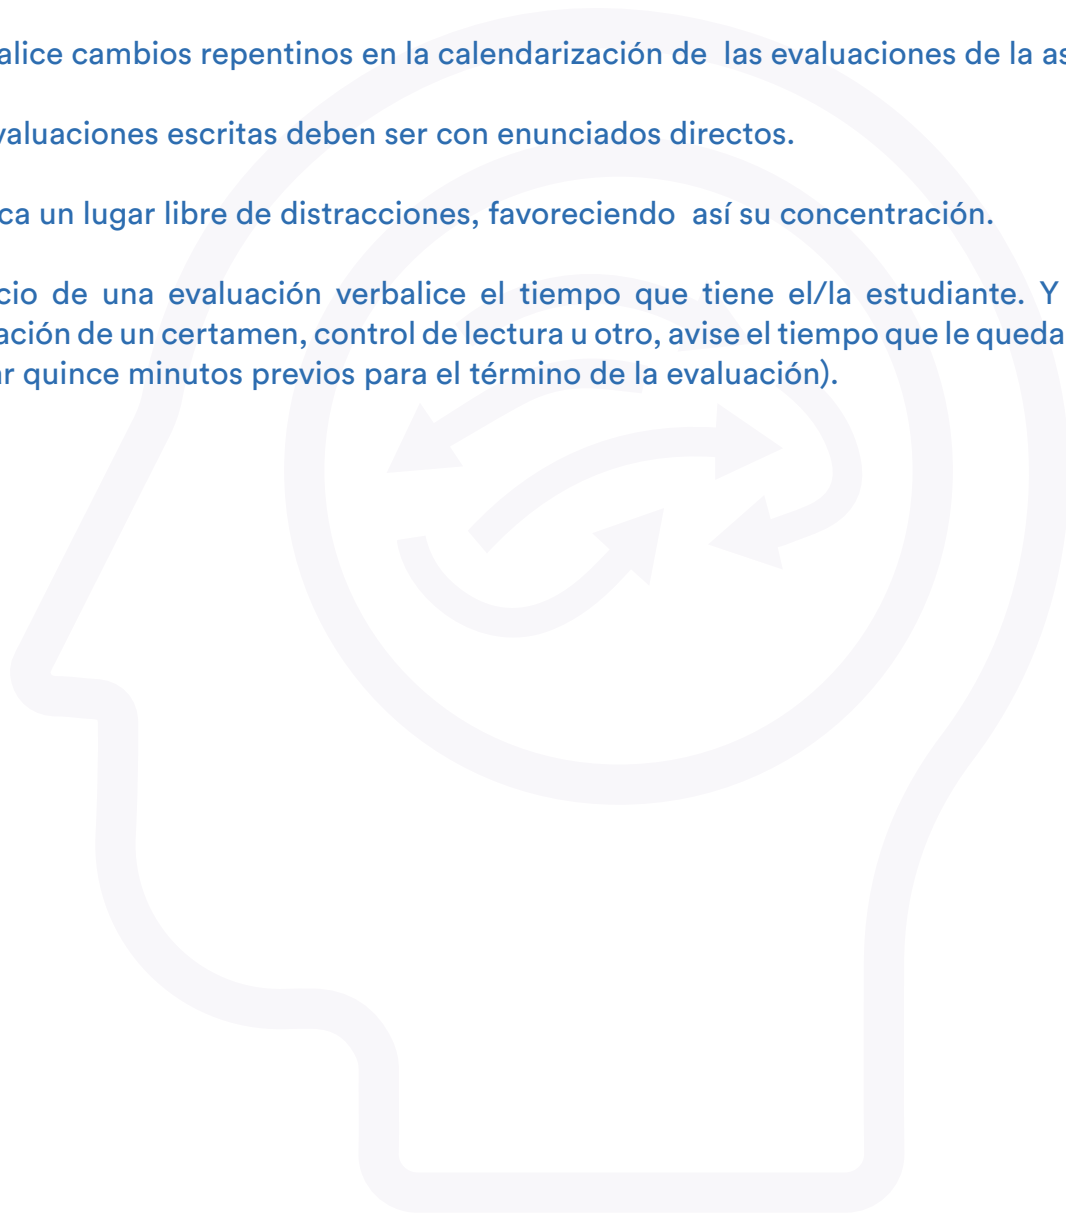 alice cambios repentinos en la calendarización de las evaluaciones de la as
valuaciones escritas deben ser con enunciados directos.
ca un lugar libre de distracciones, favoreciendo así su concentración.
cio de una evaluación verbalice el tiempo que tiene el/la estudiante. Y
ación de un certamen, control de lectura u otro, avise el tiempo que le queda
ar quince minutos previos para el término de la evaluación).